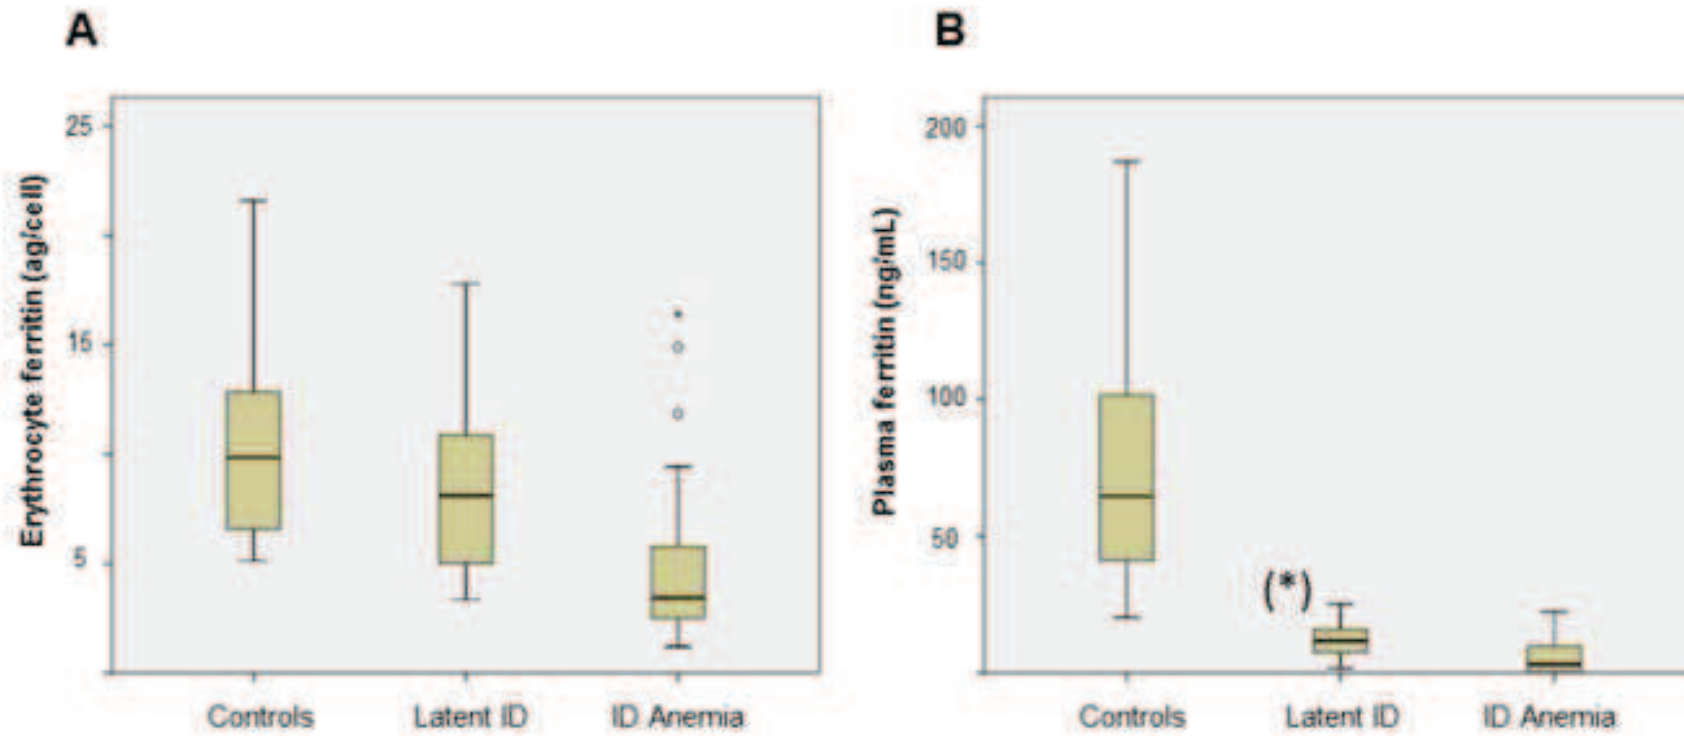 A
Erythrocyte ferritin (ag/cell)
25
15
5
Controls
Latent ID
ID Anemia
B
Plasma ferritin (ng/mL)
200
150
100
50
(*)
Controls
Latent ID
ID Anemia